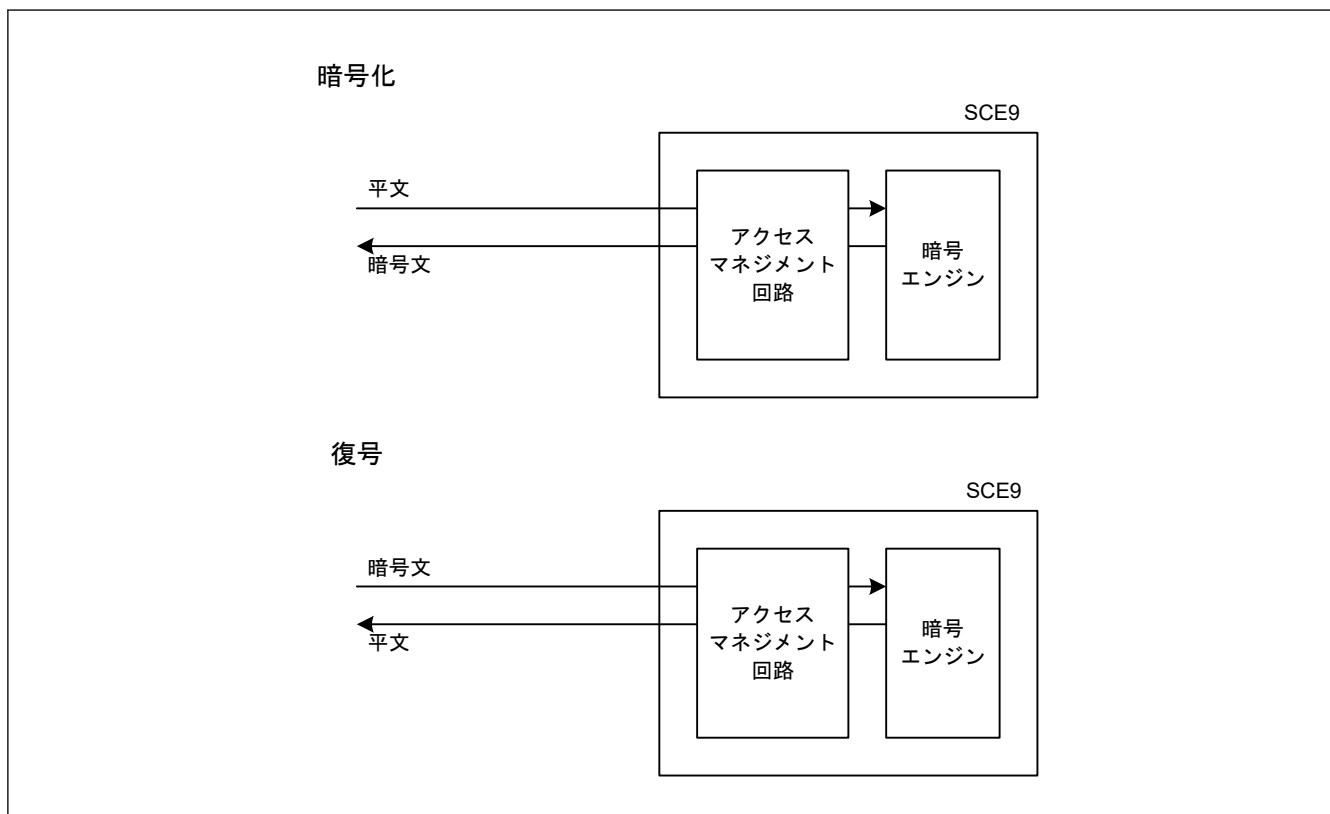 暗号化
SCE9
平文
暗号文
アクセス
マネジメント
回路
暗号
エンジン
復号
SCE9
暗号文
平文
アクセス
マネジメント
回路
暗号
エンジン